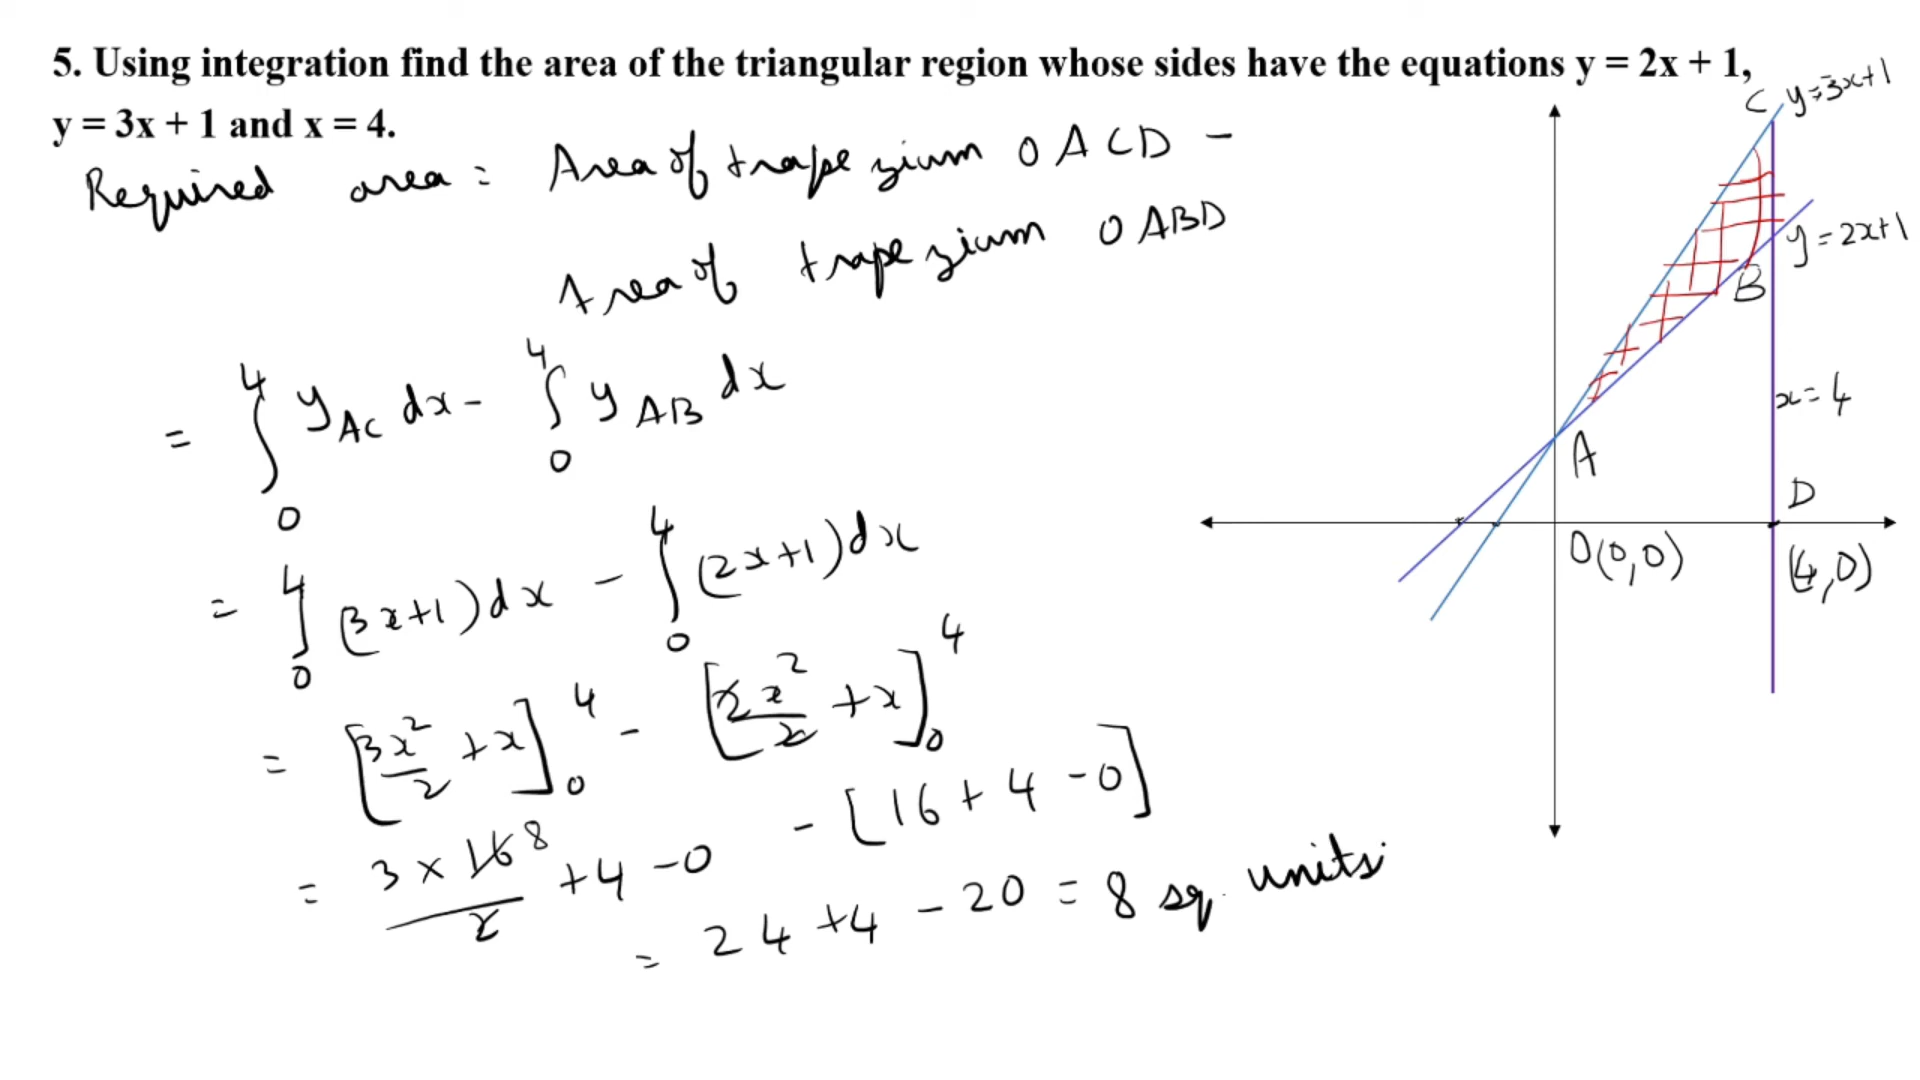 5. Using integration find the area of the triangular region whose sides have the equations y = 2x + 1,
y = 3x + 1 and x = 4.
Required area = Area of trapezium OACD -
Area of trapezium OABD
= ∫₀⁴ y_AC dx - ∫₀⁴ y_AB dx
= ∫₀⁴ (3x+1)dx - ∫₀⁴ (2x+1)dx
= [3x²/2 + x]₀⁴ - [2x²/2 + x]₀⁴
= 3 × 16 8/2 + 4 - 0 - [16 + 4 - 0]
= 24 + 4 - 20 = 8 sq. units.
C y=3x+1
y=2x+1
B
x=4
A
D
O(0,0)
(4,0)